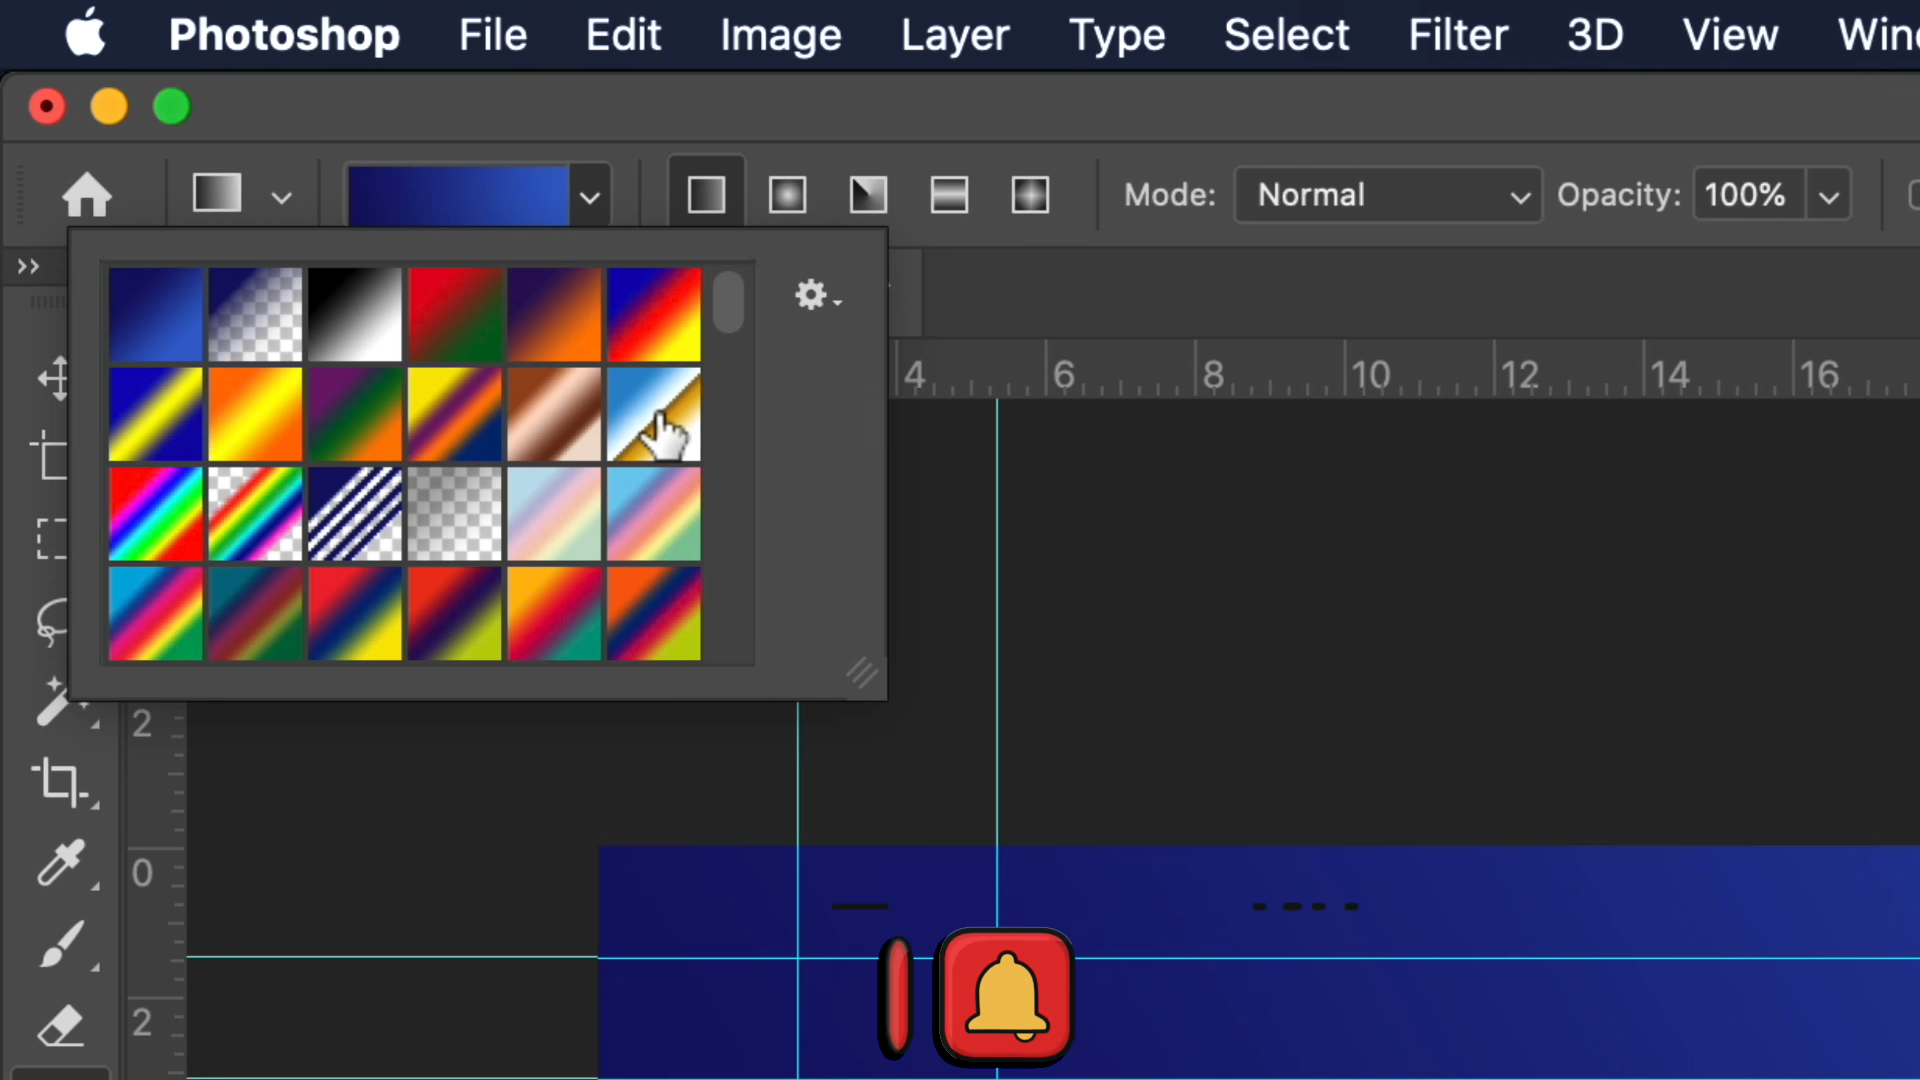 Photoshop File Edit Image Layer Type Select Filter 3D View Wind
Mode: Normal Opacity: 100%
4 6 8 10 12 14 16
2
0
2